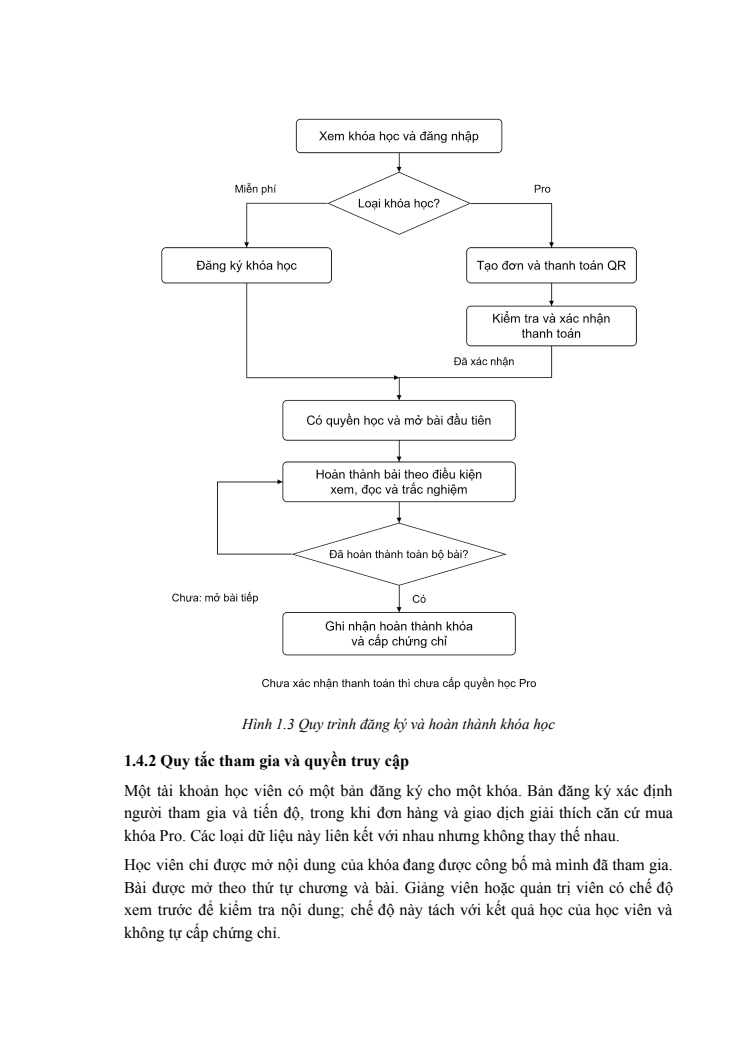 Xem khóa học và đăng nhập
Miễn phí
Pro
Loại khóa học?
Đăng ký khóa học
Tạo đơn và thanh toán QR
Kiểm tra và xác nhận
thanh toán
Đã xác nhận
Có quyền học và mở bài đầu tiên
Hoàn thành bài theo điều kiện
xem, đọc và trắc nghiệm
Đã hoàn thành toàn bộ bài?
Chưa: mở bài tiếp
Có
Ghi nhận hoàn thành khóa
và cấp chứng chỉ
Chưa xác nhận thanh toán thì chưa cấp quyền học Pro
Hình 1.3 Quy trình đăng ký và hoàn thành khóa học
1.4.2 Quy tắc tham gia và quyền truy cập
Một tài khoản học viên có một bản đăng ký cho một khóa. Bản đăng ký xác định
người tham gia và tiến độ, trong khi đơn hàng và giao dịch giải thích căn cứ mua
khóa Pro. Các loại dữ liệu này liên kết với nhau nhưng không thay thế nhau.
Học viên chỉ được mở nội dung của khóa đang được công bố mà mình đã tham gia.
Bài được mở theo thứ tự chương và bài. Giảng viên hoặc quản trị viên có chế độ
xem trước để kiểm tra nội dung; chế độ này tách với kết quả học của học viên và
không tự cấp chứng chỉ.